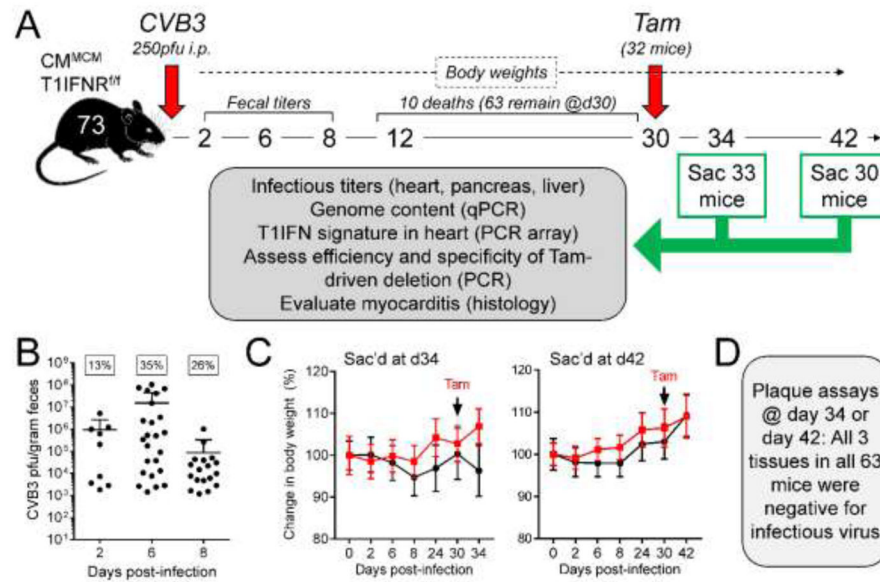 A
CVB3
250pfu i.p.
Tam
(32 mice)
CM^MCM
T1IFNR^f/f
73
Body weights
Fecal titers
10 deaths (63 remain @d30)
2 6 8 12 30 34 42
Sac 33
mice
Sac 30
mice
Infectious titers (heart, pancreas, liver)
Genome content (qPCR)
T1IFN signature in heart (PCR array)
Assess efficiency and specificity of Tam-
driven deletion (PCR)
Evaluate myocarditis (histology)
B
13% 35% 26%
CVB3 pfu/gram feces
10^9
10^8
10^7
10^6
10^5
10^4
10^3
10^2
10^1
2 6 8
Days post-infection
C
Sac'd at d34
Tam
Change in body weight (%)
120
100
80
0 2 6 8 24 30 34
Days post-infection
Sac'd at d42
Tam
120
100
80
0 2 6 8 24 30 42
Days post-infection
D
Plaque assays
@ day 34 or
day 42: All 3
tissues in all 63
mice were
negative for
infectious virus